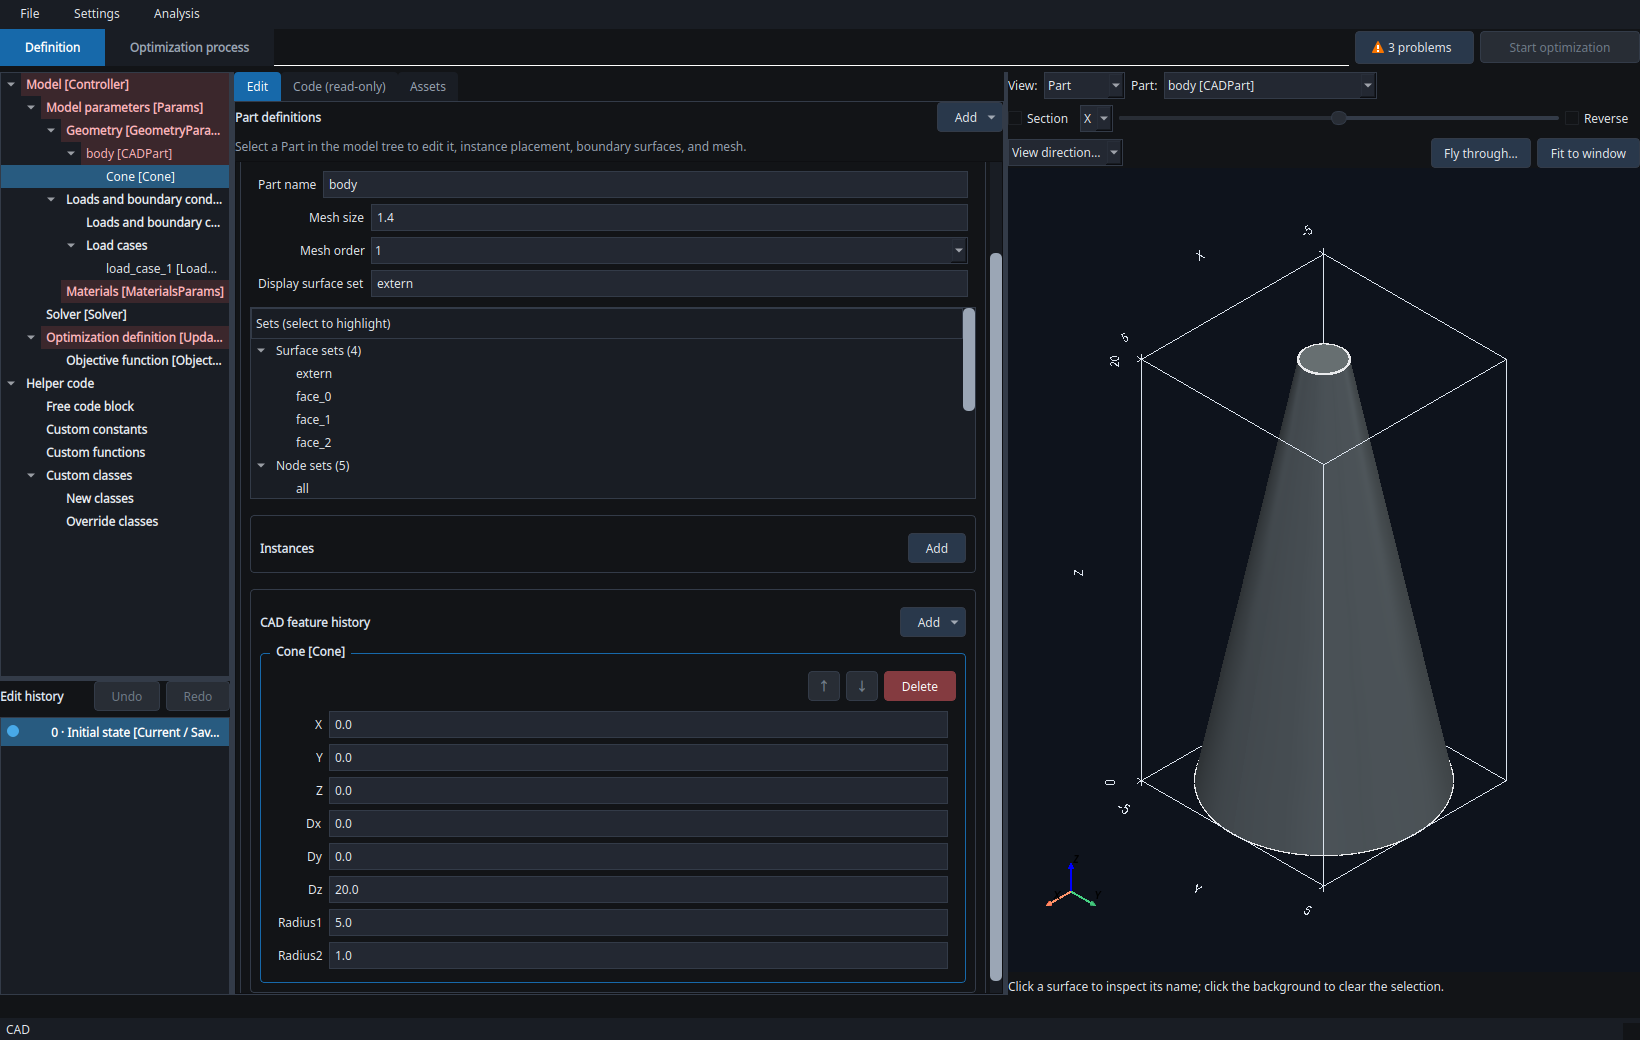 File Settings Analysis
Definition Optimization process 3 problems Start optimization
Model [Controller]
Model parameters [Params]
Geometry [GeometryPara...
body [CADPart]
Cone [Cone]
Loads and boundary cond...
Loads and boundary c...
Load cases
load_case_1 [Load...
Materials [MaterialsParams]
Solver [Solver]
Optimization definition [Upda...
Objective function [Object...
Helper code
Free code block
Custom constants
Custom functions
Custom classes
New classes
Override classes
Edit history Undo Redo
0 · Initial state [Current / Sav...
Edit Code (read-only) Assets
Part definitions Add
Select a Part in the model tree to edit it, instance placement, boundary surfaces, and mesh.
Part name body
Mesh size 1.4
Mesh order 1
Display surface set extern
Sets (select to highlight)
Surface sets (4)
extern
face_0
face_1
face_2
Node sets (5)
all
Instances Add
CAD feature history Add
Cone [Cone]
↑ ↓ Delete
X 0.0
Y 0.0
Z 0.0
Dx 0.0
Dy 0.0
Dz 20.0
Radius1 5.0
Radius2 1.0
View: Part Part: body [CADPart]
Section X Reverse
View direction... Fly through... Fit to window
-5
X
5
20
Z
0
-5
Z
Y
Y
5
Click a surface to inspect its name; click the background to clear the selection.
CAD